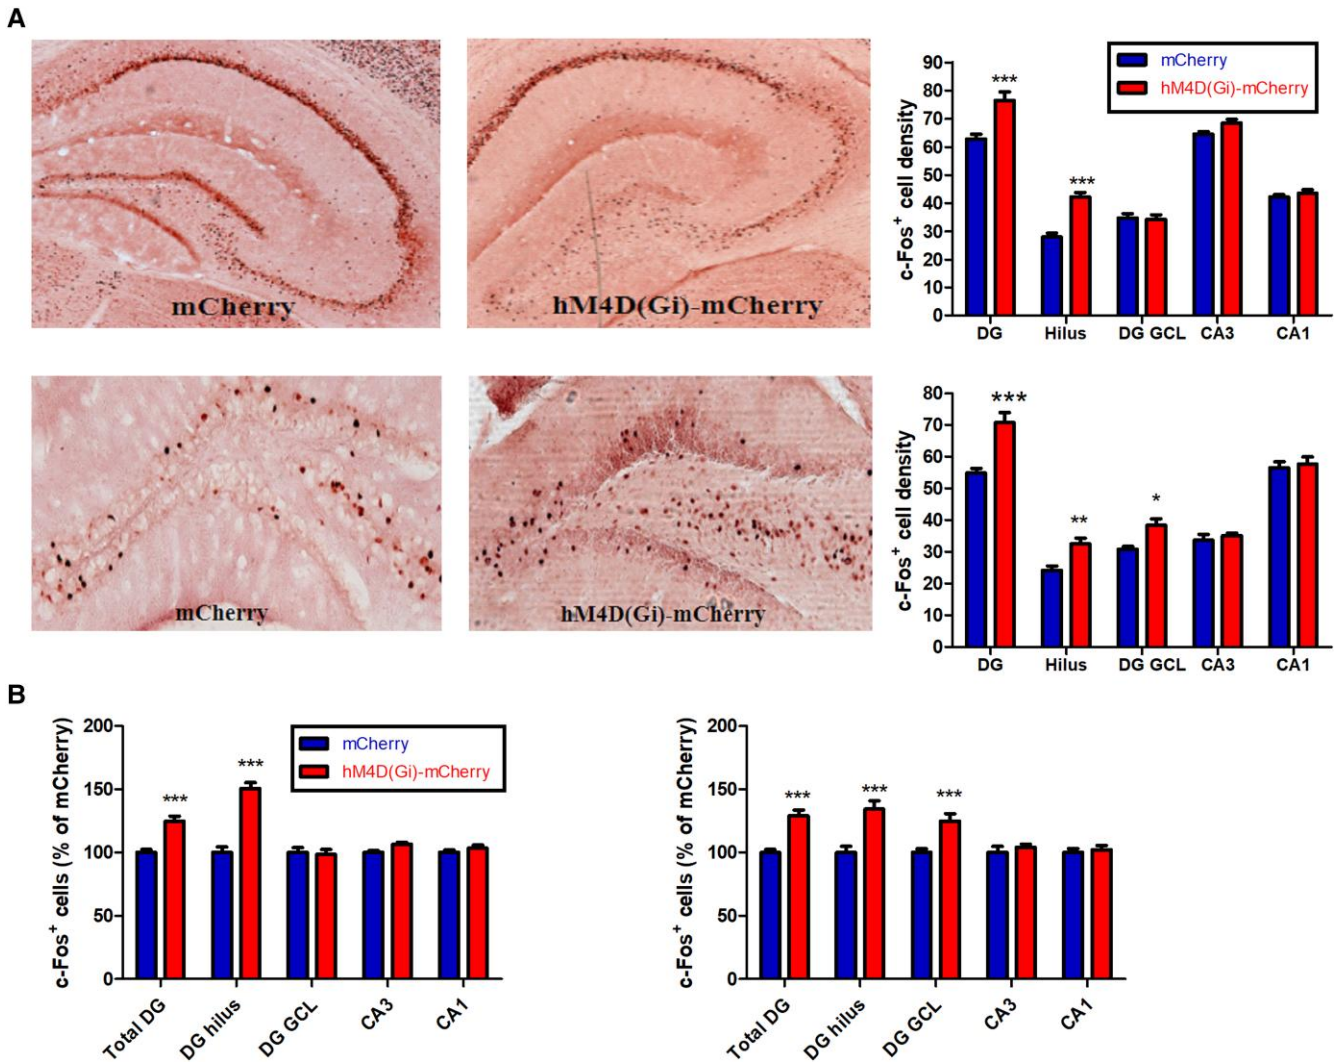 A
mCherry
hM4D(Gi)-mCherry
c-Fos+ cell density
90
80
70
60
50
40
30
20
10
0
mCherry
hM4D(Gi)-mCherry
***
***
DG Hilus DG GCL CA3 CA1
mCherry
hM4D(Gi)-mCherry
c-Fos+ cell density
80
70
60
50
40
30
20
10
0
***
**
*
DG Hilus DG GCL CA3 CA1
B
c-Fos+ cells (% of mCherry)
200
150
100
50
0
mCherry
hM4D(Gi)-mCherry
***
***
Total DG DG hilus DG GCL CA3 CA1
c-Fos+ cells (% of mCherry)
200
150
100
50
0
***
***
***
Total DG DG hilus DG GCL CA3 CA1